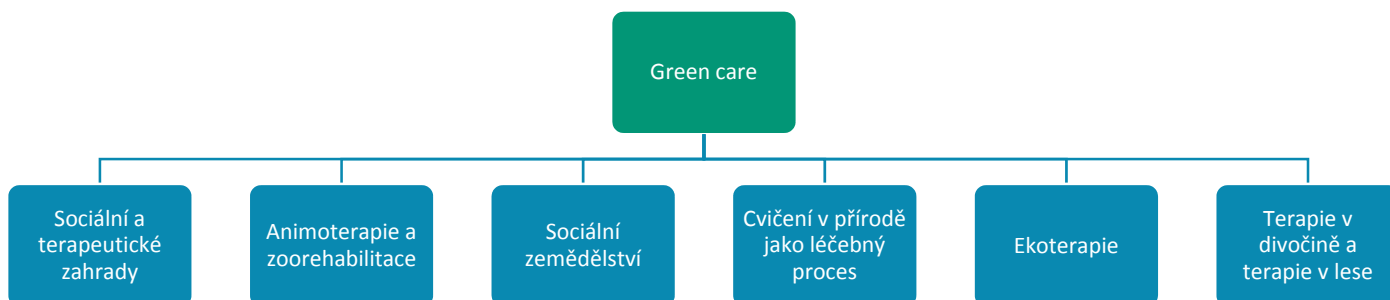 Green care
Sociální a
terapeutické
zahrady
Animoterapie a
zoorehabilitace
Sociální
zemědělství
Cvičení v přírodě
jako léčebný
proces
Ekoterapie
Terapie v
divočině a
terapie v lese